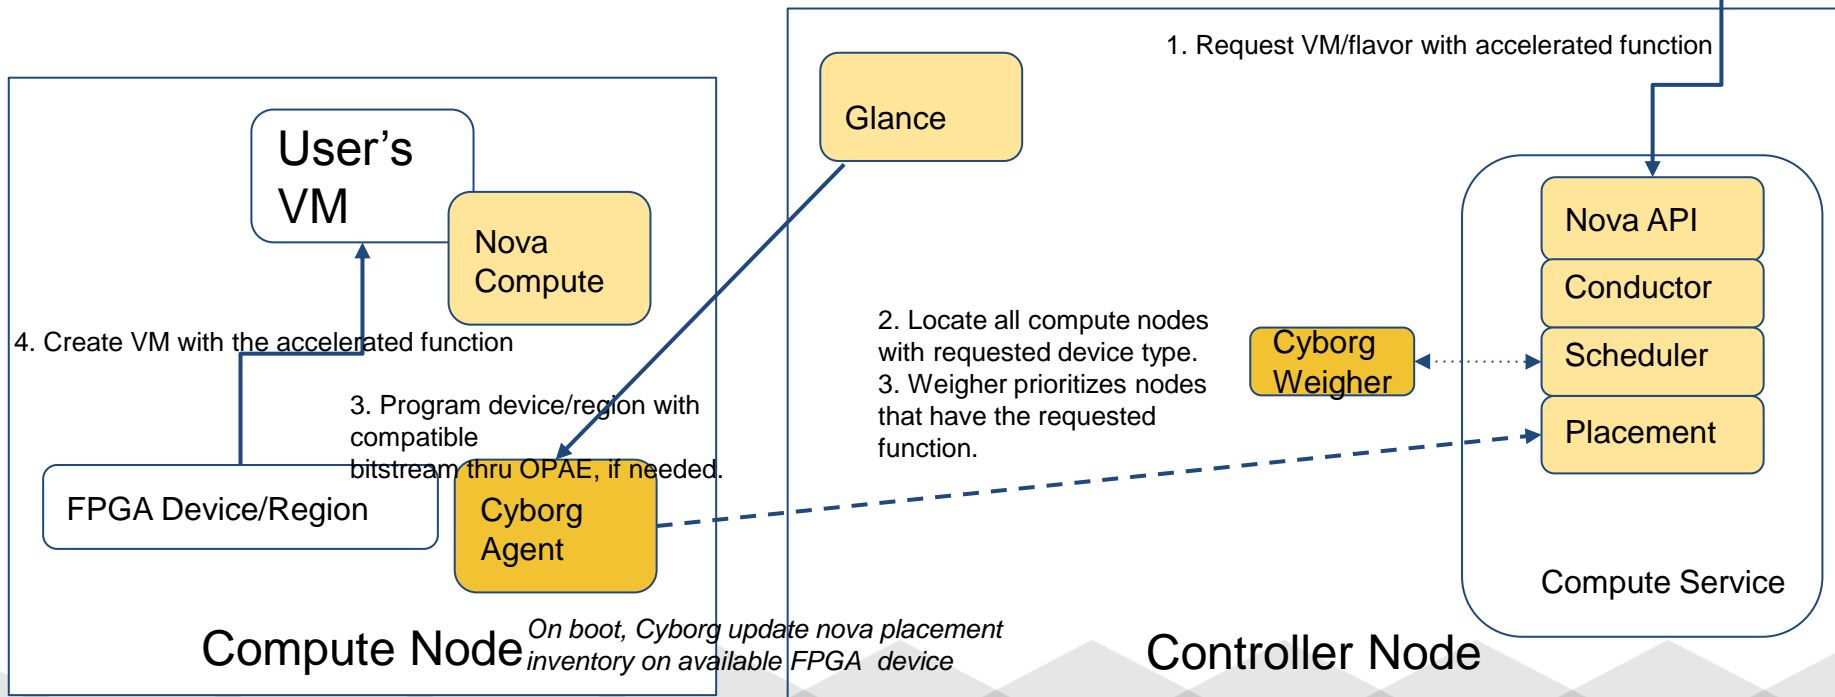 1. Request VM/flavor with accelerated function
Glance
User’s
VM
Nova
Compute
Nova API
Conductor
Scheduler
Placement
2. Locate all compute nodes
with requested device type.
3. Weigher prioritizes nodes
that have the requested
function.
Cyborg
Weigher
4. Create VM with the accelerated function
3. Program device/region with
compatible
bitstream thru OPAE, if needed.
FPGA Device/Region
Cyborg
Agent
Compute Service
Compute Node
On boot, Cyborg update nova placement
inventory on available FPGA device
Controller Node